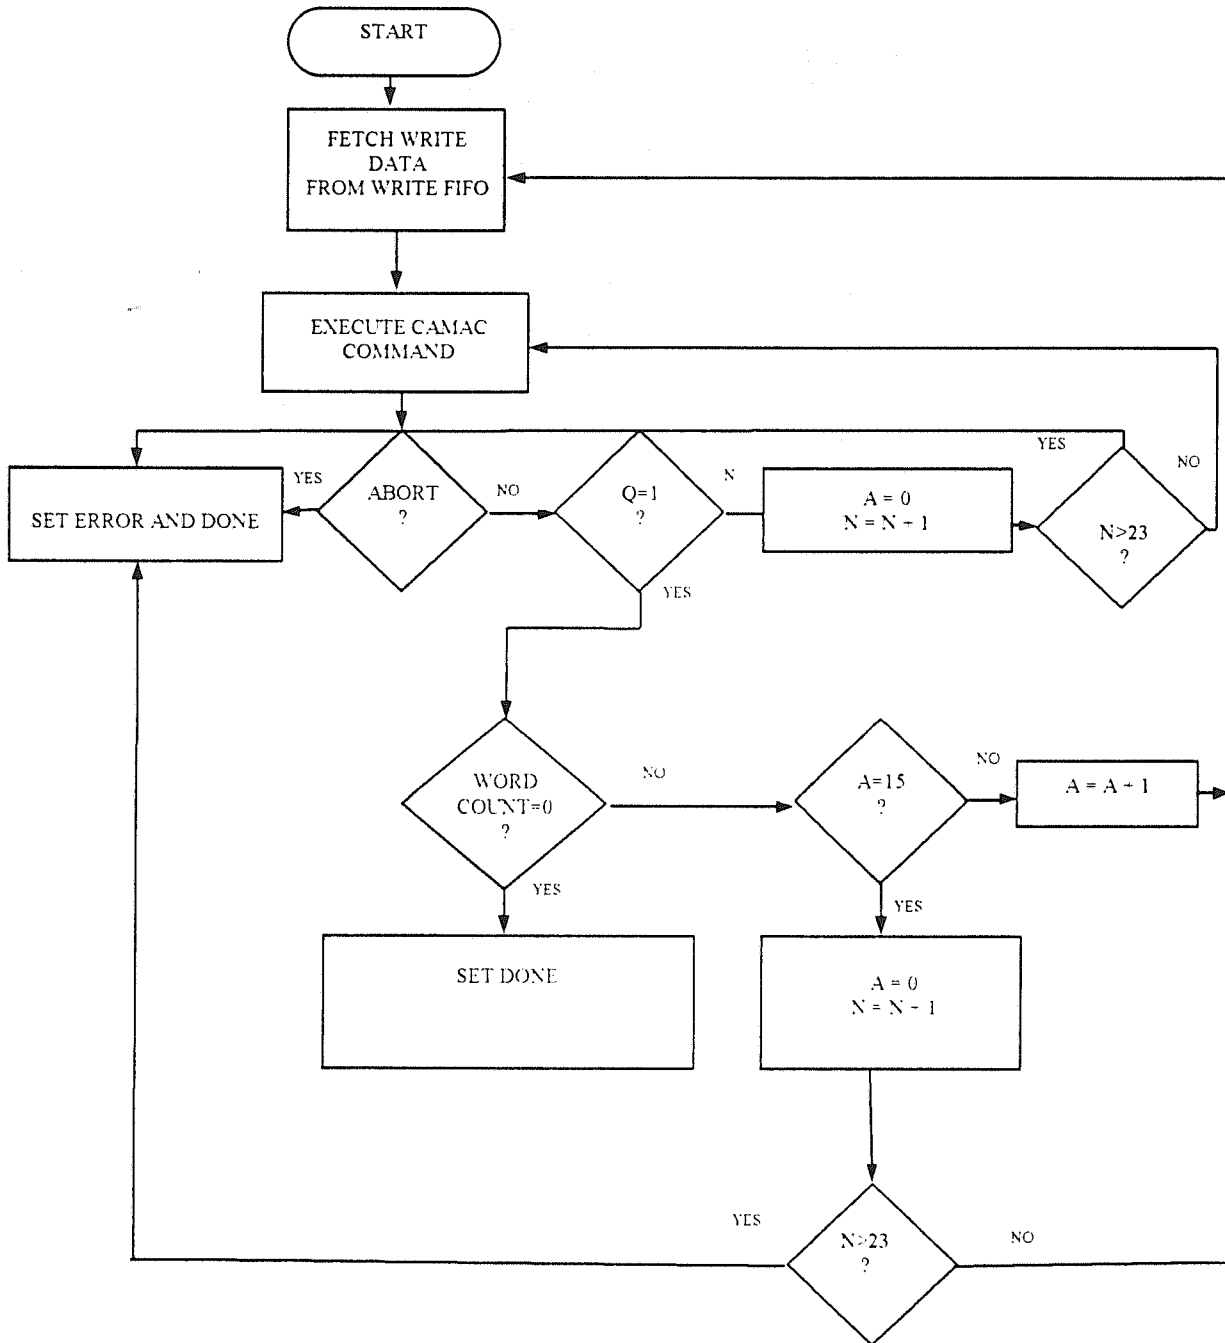 START
FETCH WRITE
DATA
FROM WRITE FIFO
EXECUTE CAMAC
COMMAND
YES
NO
YES
ABORT
?
NO
Q=1
?
N
A = 0
N = N + 1
N>23
?
SET ERROR AND DONE
YES
WORD
COUNT=0
?
NO
A=15
?
NO
A = A + 1
YES
YES
SET DONE
A = 0
N = N + 1
YES
N>23
?
NO